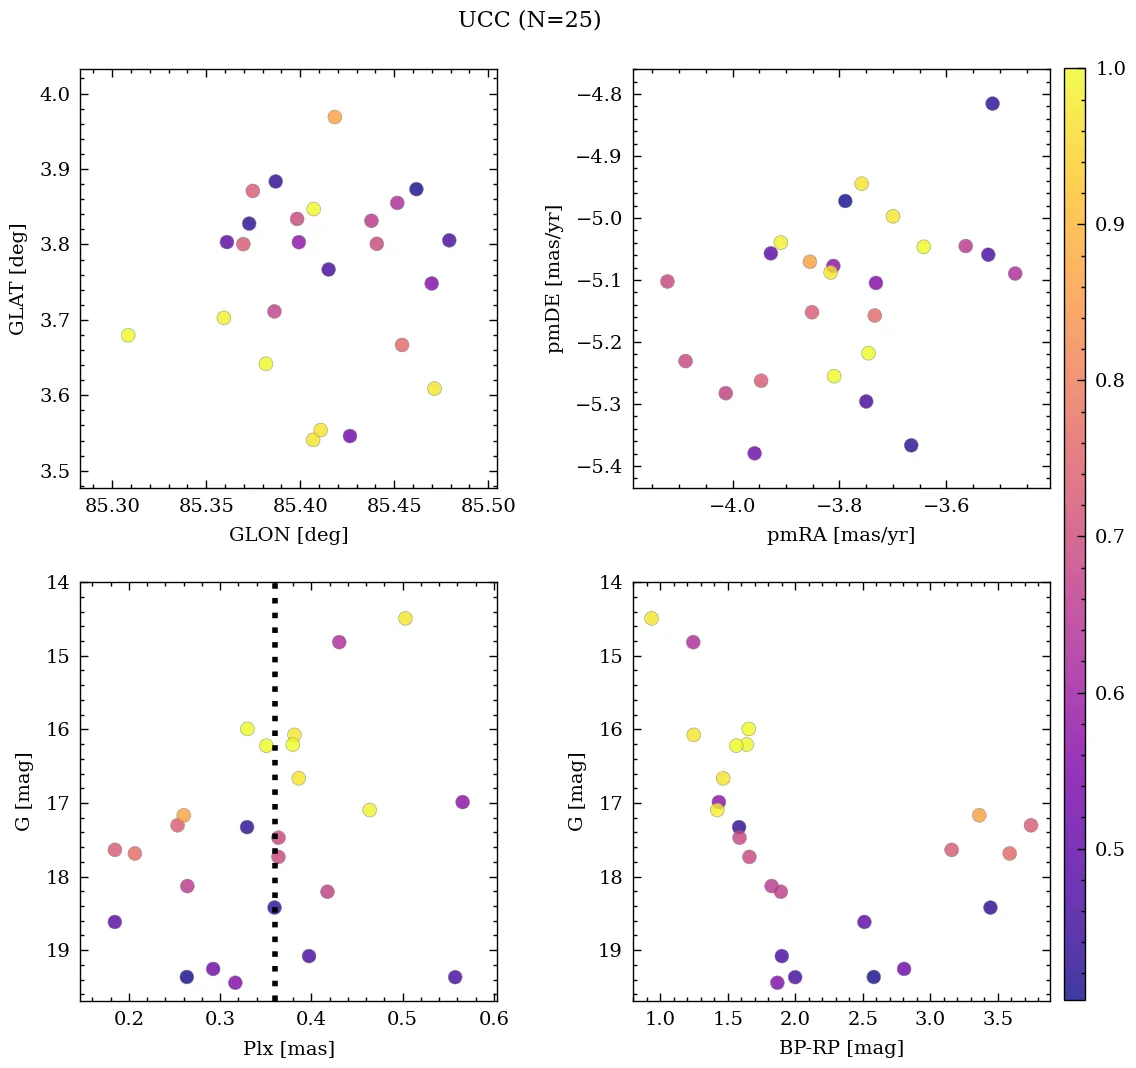 UCC (N=25)
4.0
3.9
3.8
3.7
3.6
3.5
GLAT [deg]
85.30 85.35 85.40 85.45 85.50
GLON [deg]
−4.8
−4.9
−5.0
−5.1
−5.2
−5.3
−5.4
pmDE [mas/yr]
−4.0 −3.8 −3.6
pmRA [mas/yr]
1.0
0.9
0.8
0.7
0.6
0.5
14
15
16
17
18
19
G [mag]
0.2 0.3 0.4 0.5 0.6
Plx [mas]
14
15
16
17
18
19
G [mag]
1.0 1.5 2.0 2.5 3.0 3.5
BP-RP [mag]